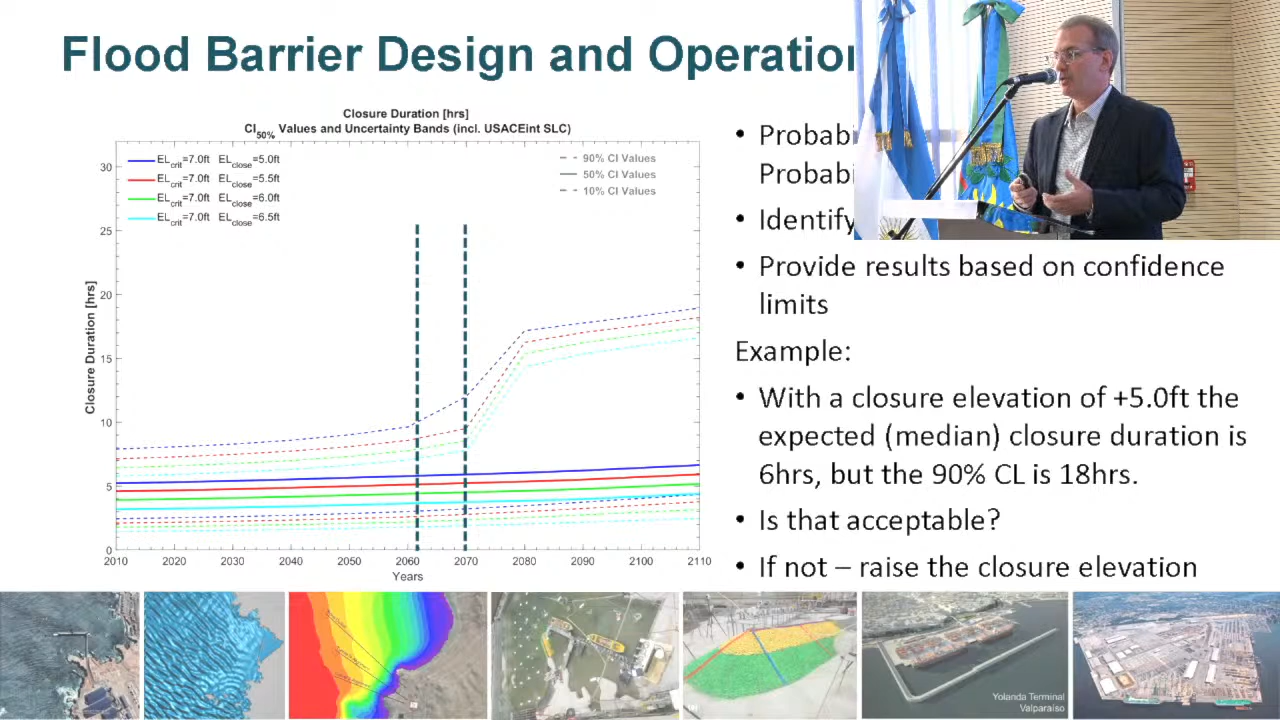 Flood Barrier Design and Operation
Closure Duration [hrs]
CI50% Values and Uncertainty Bands (incl. USACEint SLC)
ELcrit=7.0ft ELclose=5.0ft
ELcrit=7.0ft ELclose=5.5ft
ELcrit=7.0ft ELclose=6.0ft
ELcrit=7.0ft ELclose=6.5ft
90% CI Values
50% CI Values
10% CI Values
30
25
20
15
10
5
0
Closure Duration [hrs]
2010 2020 2030 2040 2050 2060 2070 2080 2090 2100 2110
Years
Identify
• Provide results based on confidence
limits
Example:
• With a closure elevation of +5.0ft the
expected (median) closure duration is
6hrs, but the 90% CL is 18hrs.
• Is that acceptable?
• If not – raise the closure elevation
Yolanda Terminal
Valparaíso